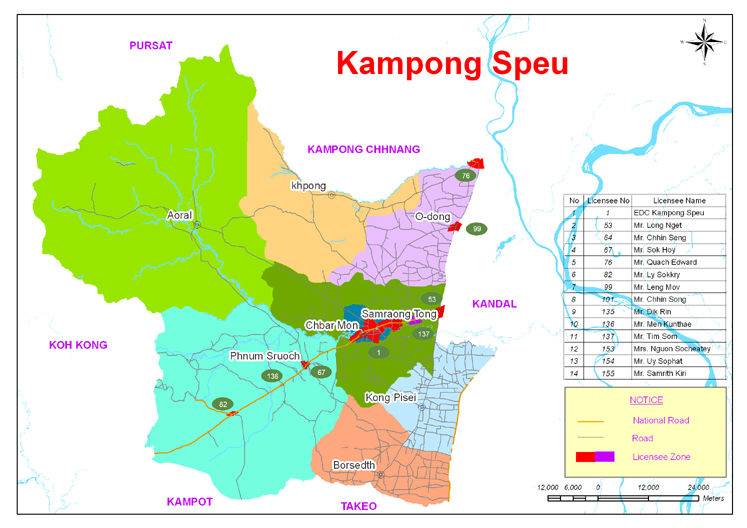 PURSAT
Kampong Speu
N
W E
S
KAMPONG CHHNANG
khpong
76
Aoral
O-dong
99
KANDAL
53
Samraong Tong
Chbar Mon
137
KOH KONG
Phnum Sruoch
1
67
136
82
Kong Pisei
Borsedth
KAMPOT
TAKEO
No Licensee No Licensee Name
1 1 EDC Kampong Speu
2 53 Mr. Long Nget
3 64 Mr. Chhin Seng
4 67 Mr. Sok Hoy
5 76 Mr. Quach Edward
6 82 Mr. Ly Sokkry
7 99 Mr. Leng Mov
8 101 Mr. Chhin Song
9 135 Mr. Dik Rin
10 136 Mr. Men Kunthae
11 137 Mr. Tim Som
12 153 Mrs. Nguon Socheatey
13 154 Mr. Uy Sophat
14 155 Mr. Samrith Kiri
NOTICE
National Road
Road
Licensee Zone
12,000 6,000 0 12,000 24,000
Meters